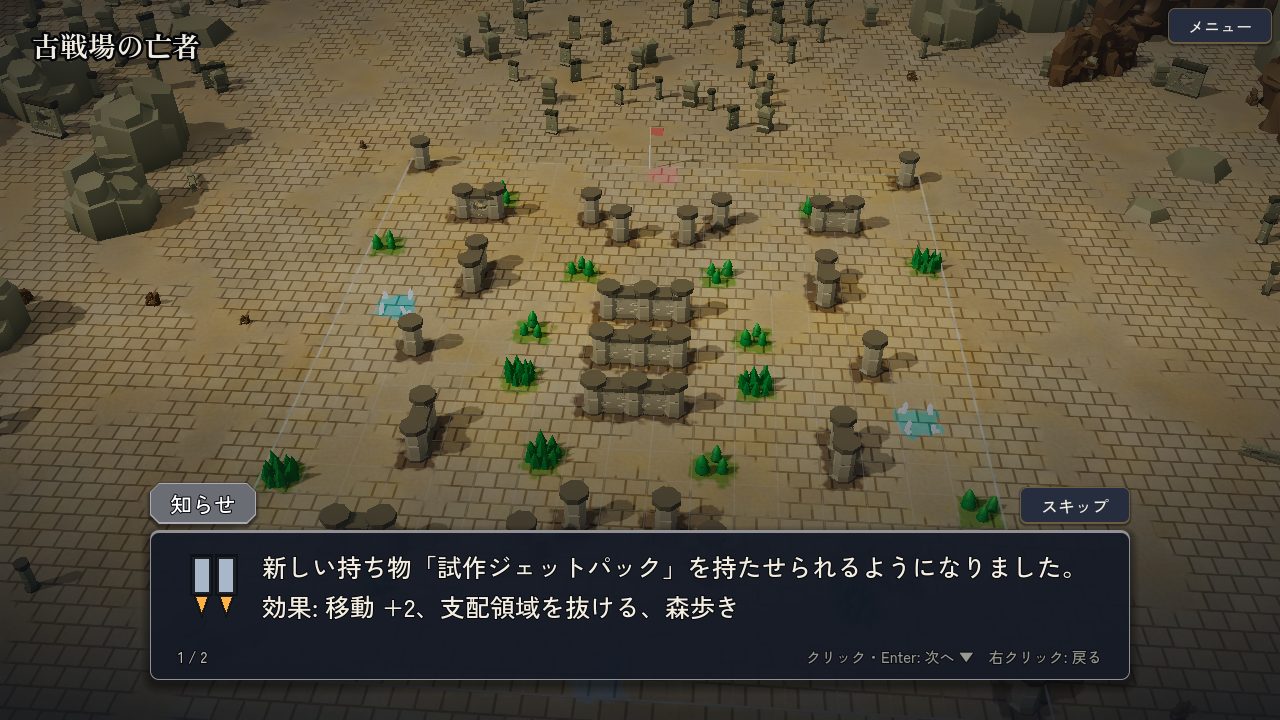 古戦場の亡者
メニュー
知らせ
スキップ
新しい持ち物「試作ジェットパック」を持たせられるようになりました。
効果: 移動 +2、支配領域を抜ける、森歩き
1 / 2
クリック・Enter: 次へ ▼ 右クリック: 戻る